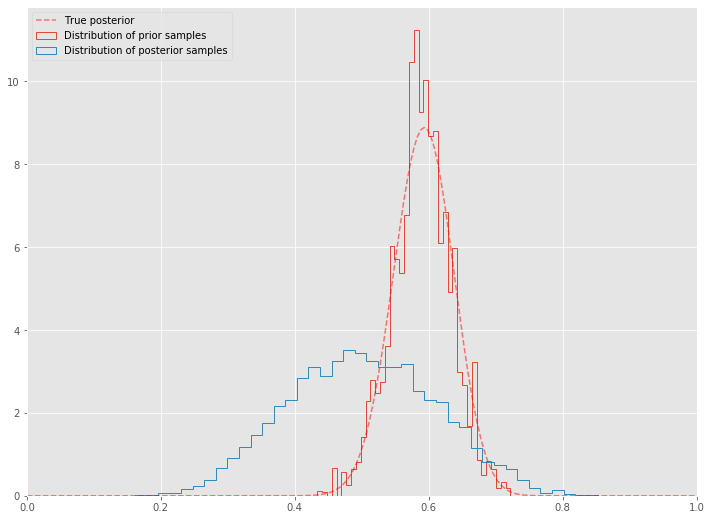 True posterior
Distribution of prior samples
Distribution of posterior samples
10
8
6
4
2
0
0.0 0.2 0.4 0.6 0.8 1.0